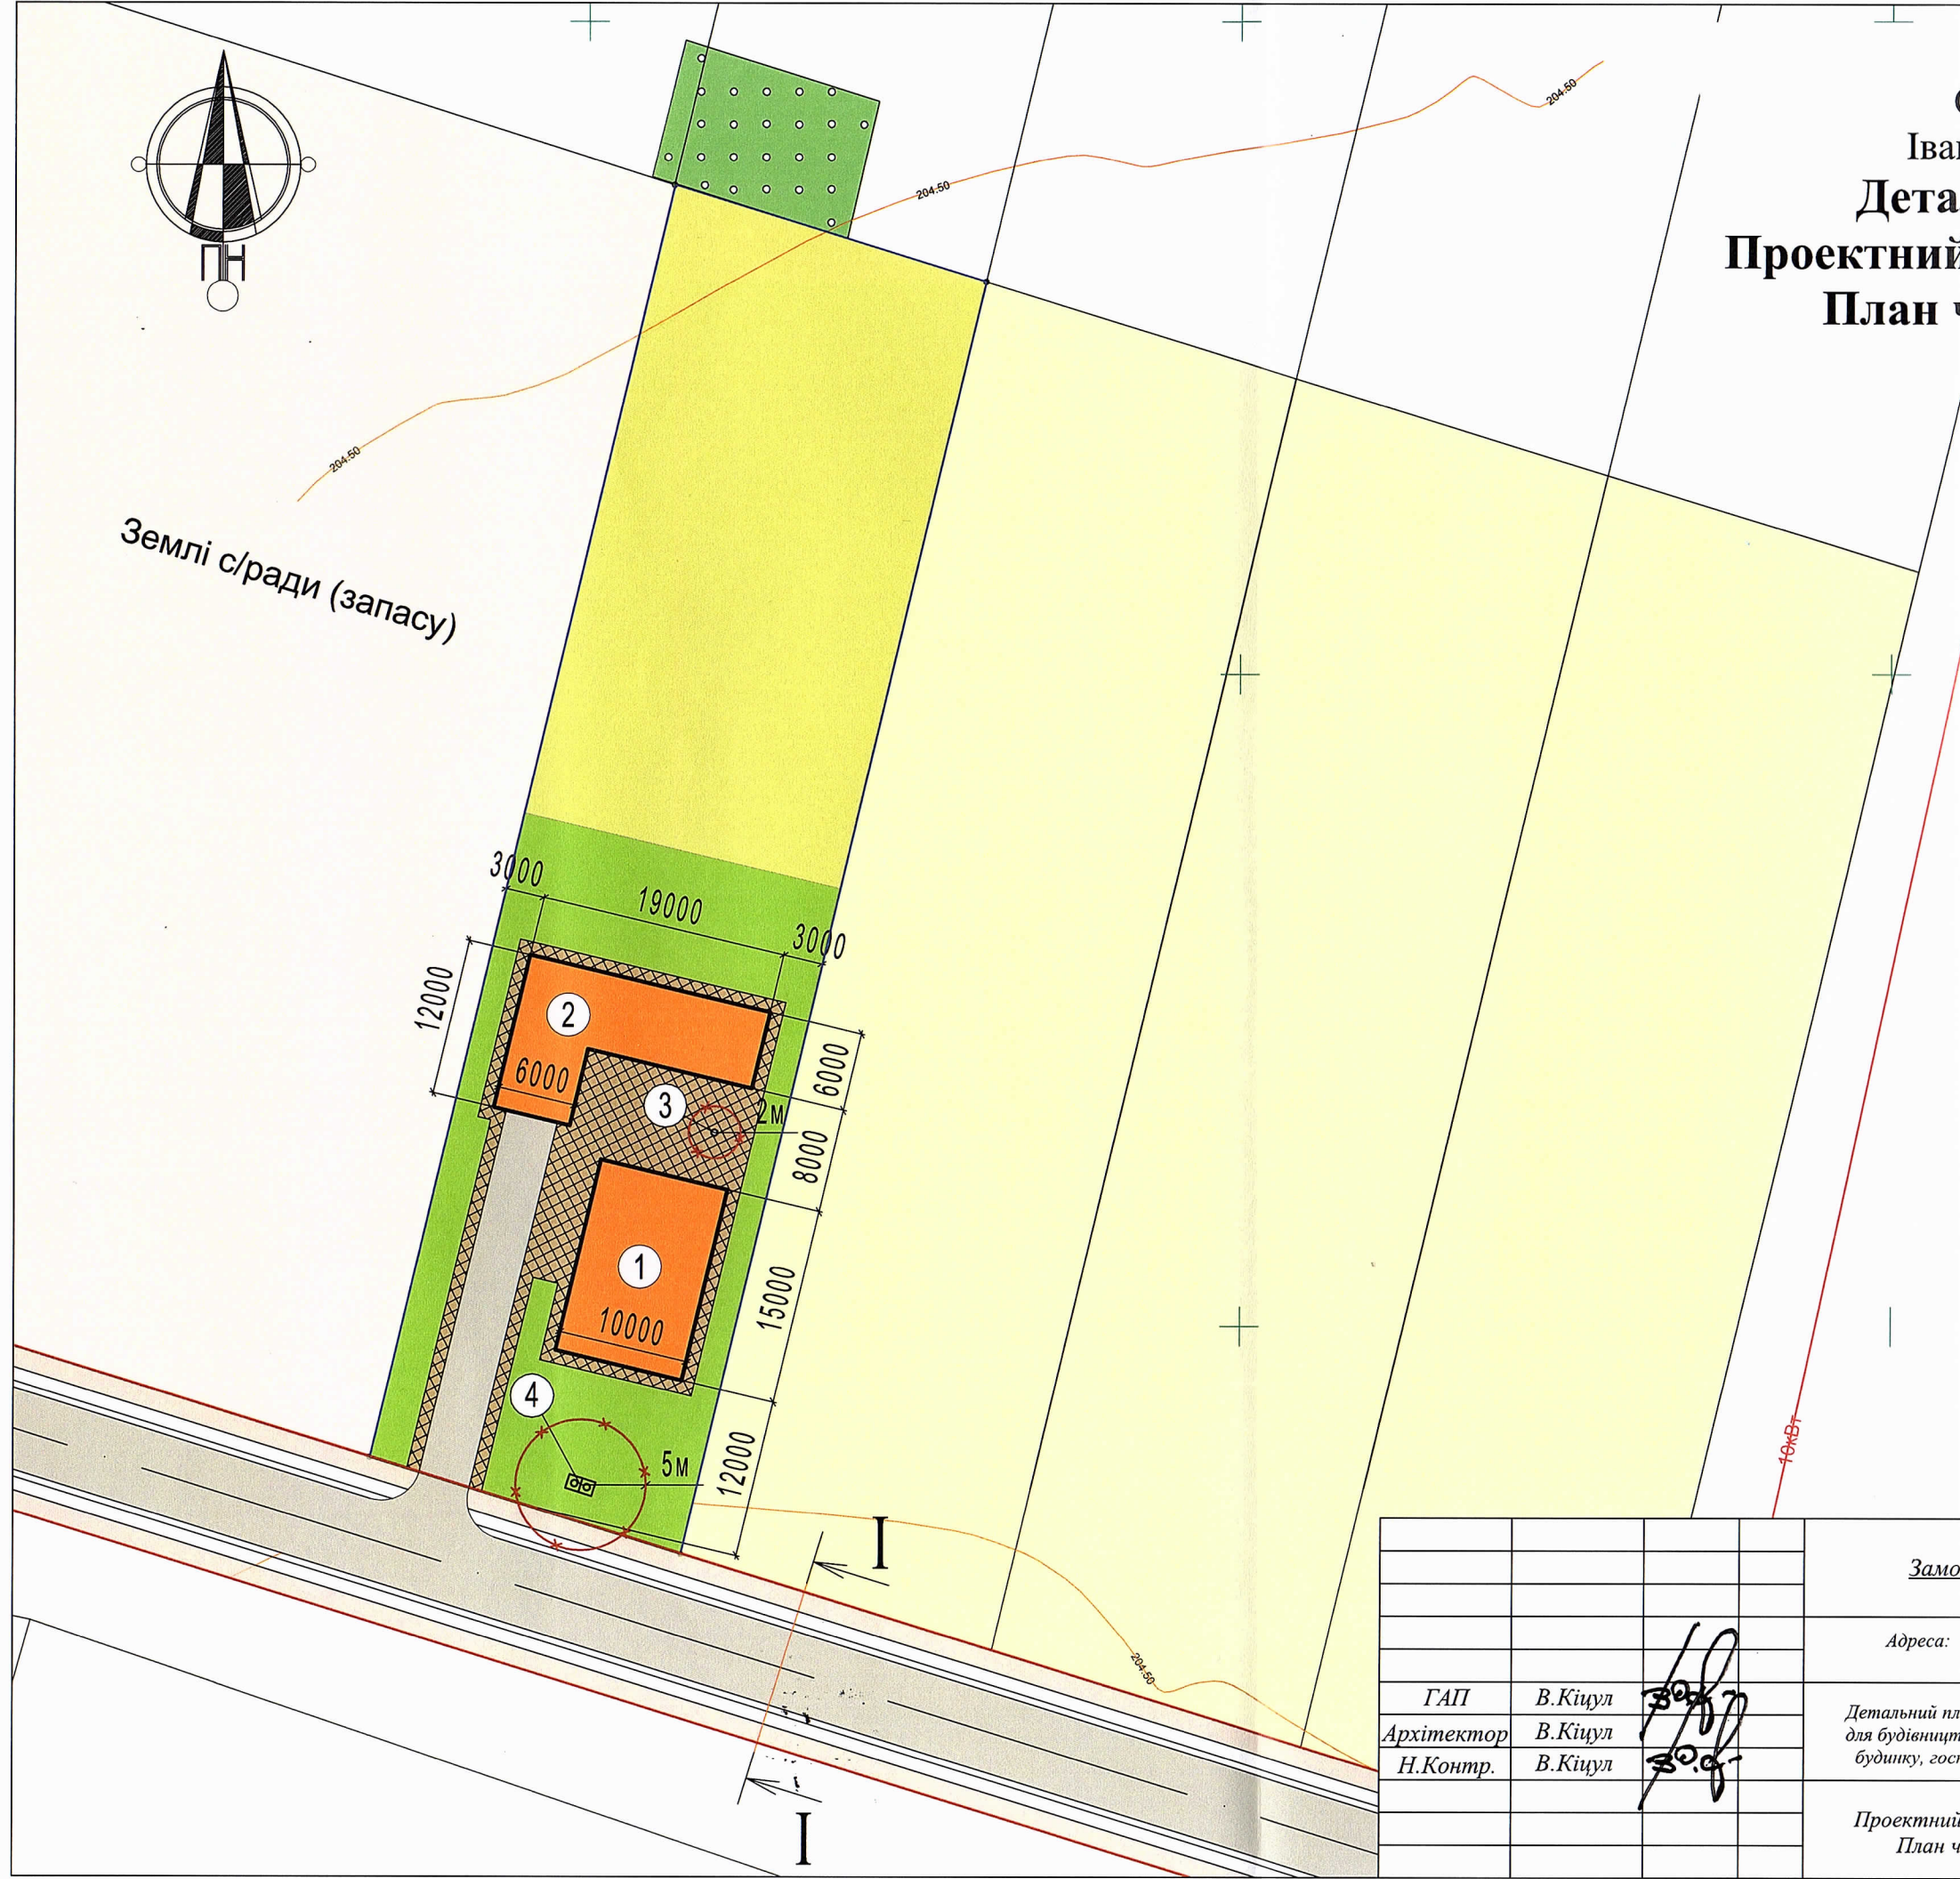 204.50
Іва
204.50
Дета
Проектний
План ч
ПН
204.50
Землі с/ради (запасу)
3000
19000
3000
12000
2
6000
6000
3
2м
8000
1
15000
10000
4
5м
12000
10кВт
I
204.50
I
Замо
Адреса:
ГАП В.Кіцул
Архітектор В.Кіцул
Н.Контр. В.Кіцул
Детальний пл
для будівницт
будинку, госп
Проектний
План ч